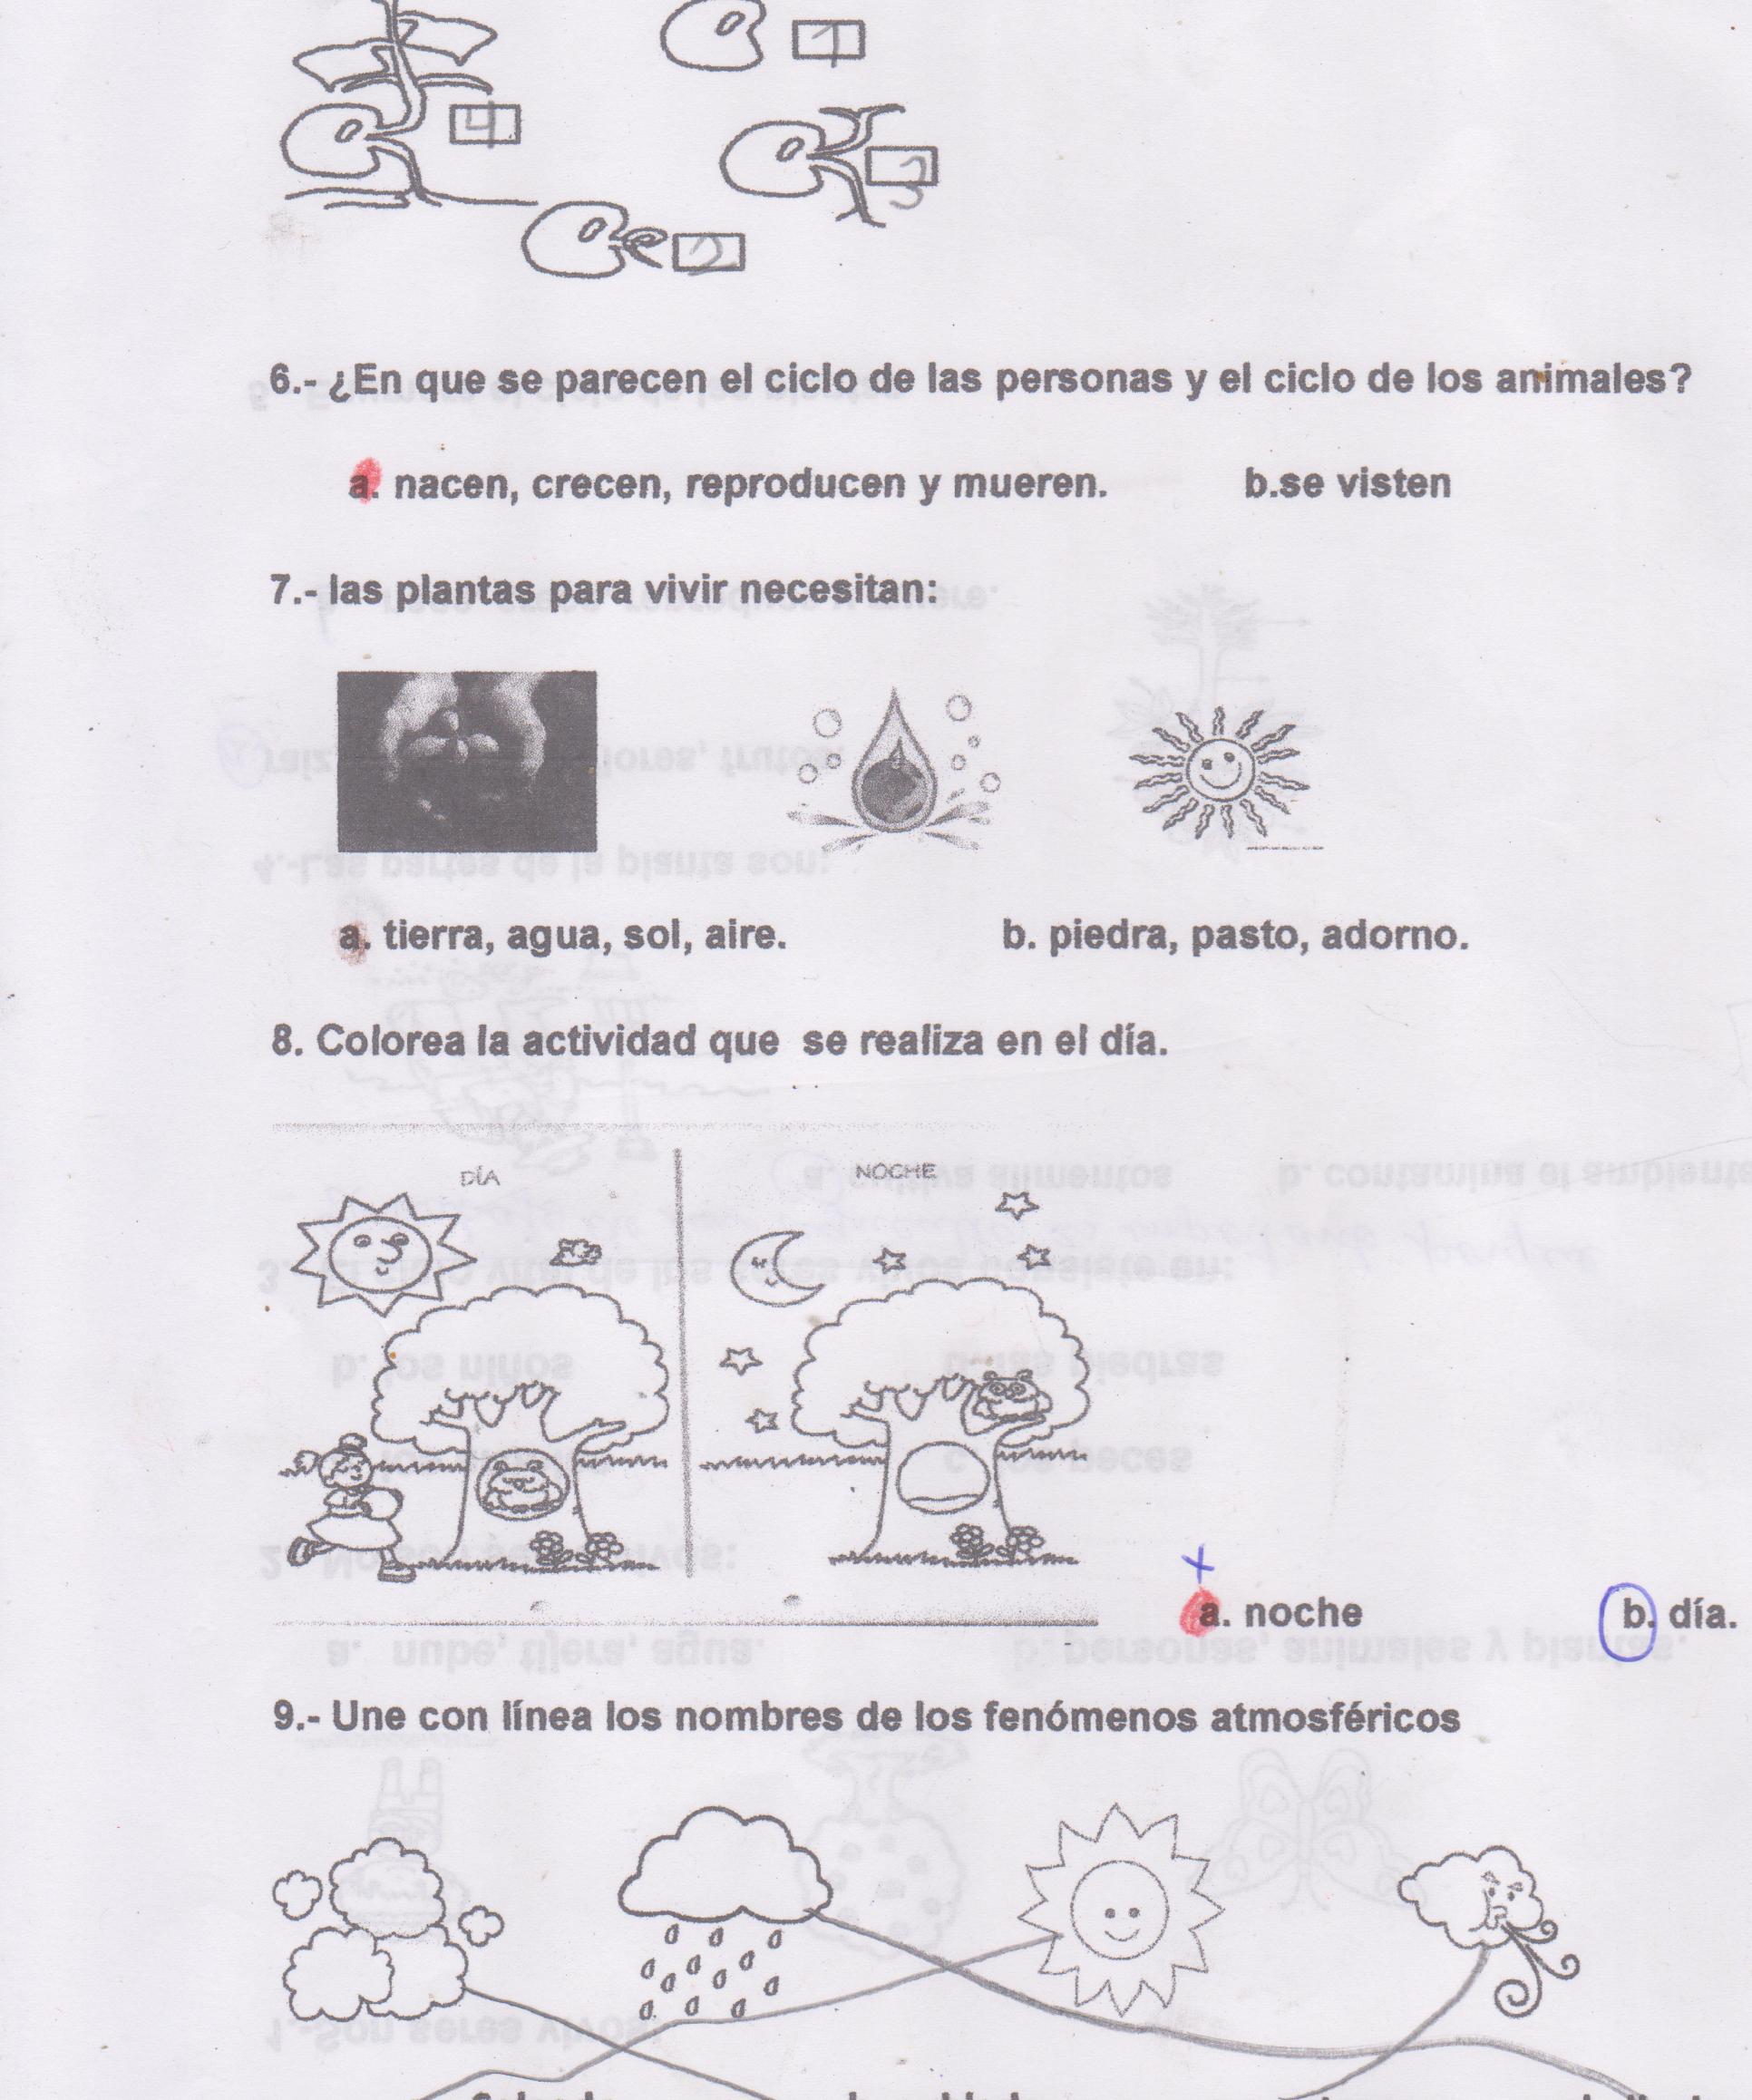 1
4
3
2
6.- ¿En que se parecen el ciclo de las personas y el ciclo de los animales?
a. nacen, crecen, reproducen y mueren. b.se visten
7.- las plantas para vivir necesitan:
a. tierra, agua, sol, aire. b. piedra, pasto, adorno.
8. Colorea la actividad que se realiza en el día.
DÍA NOCHE
a. noche b. día.
9.- Une con línea los nombres de los fenómenos atmosféricos